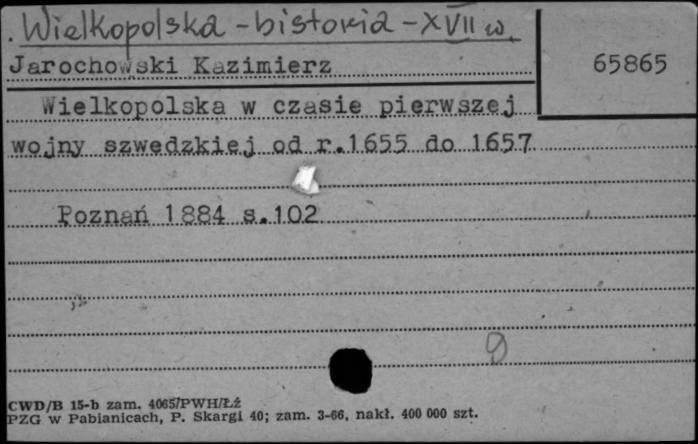 . Wielkopolska - historia - XVII w.
65865
Jarochowski Kazimierz
Wielkopolska w czasie pierwszej
wojny szwedzkiej od r.1655 do 1657
Poznań 1884 s.102
CWD/B 15-b zam. 4065/PWH/Łź
PZG w Pabianicach, P. Skargi 40; zam. 3-66, nakł. 400 000 szt.